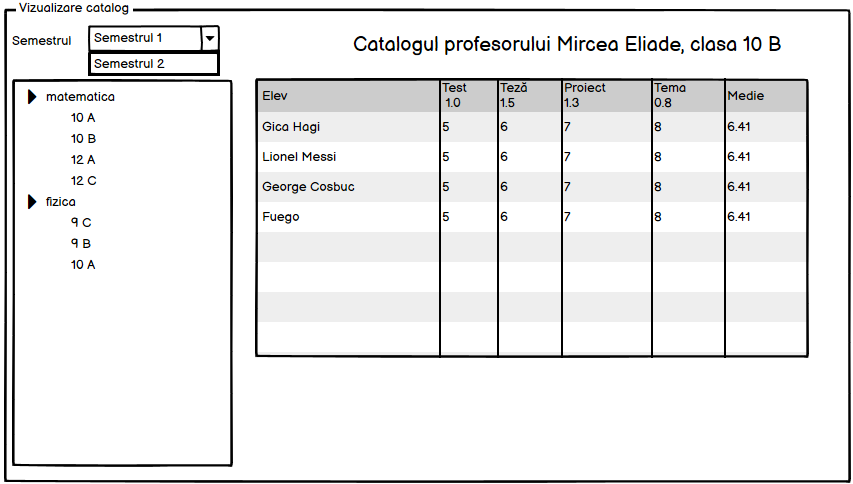 Vizualizare catalog
Semestrul
Semestrul 1
Semestrul 2
matematica
10 A
10 B
12 A
12 C
fizica
9 C
9 B
10 A
Catalogul profesorului Mircea Eliade, clasa 10 B
Elev Test 1.0 Teză 1.5 Proiect 1.3 Tema 0.8 Medie
Gica Hagi 5 6 7 8 6.41
Lionel Messi 5 6 7 8 6.41
George Cosbuc 5 6 7 8 6.41
Fuego 5 6 7 8 6.41